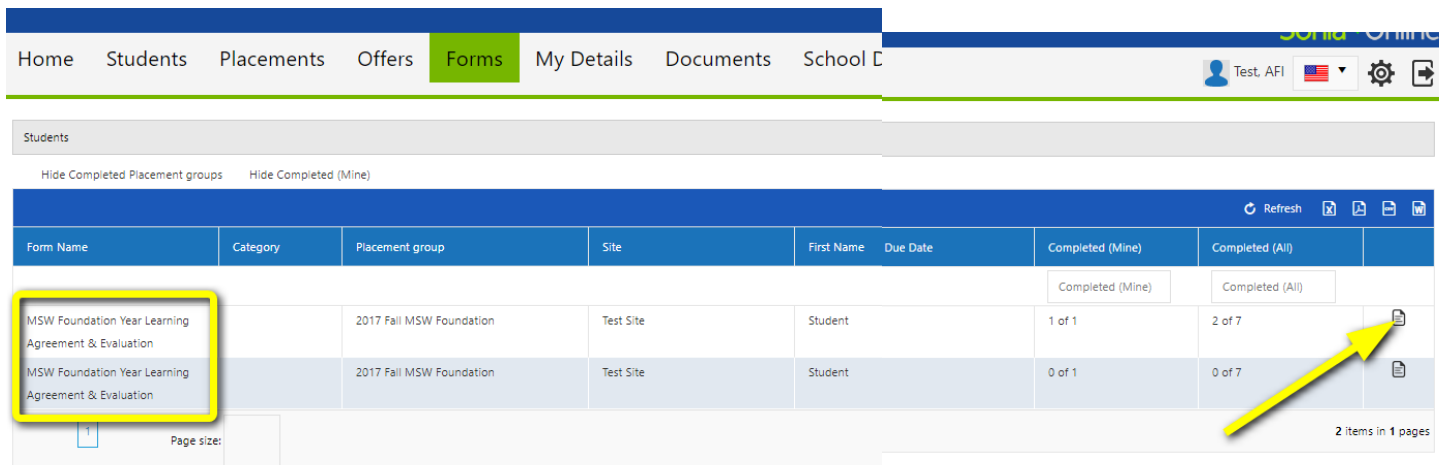 Home Students Placements Offers Forms My Details Documents School D
Test, AFI
Students
Hide Completed Placement groups Hide Completed (Mine)
Refresh
Form Name Category Placement group Site First Name Due Date Completed (Mine) Completed (All)
Completed (Mine) Completed (All)
MSW Foundation Year Learning 2017 Fall MSW Foundation Test Site Student 1 of 1 2 of 7
Agreement & Evaluation
MSW Foundation Year Learning 2017 Fall MSW Foundation Test Site Student 0 of 1 0 of 7
Agreement & Evaluation
1 Page size: 2 items in 1 pages